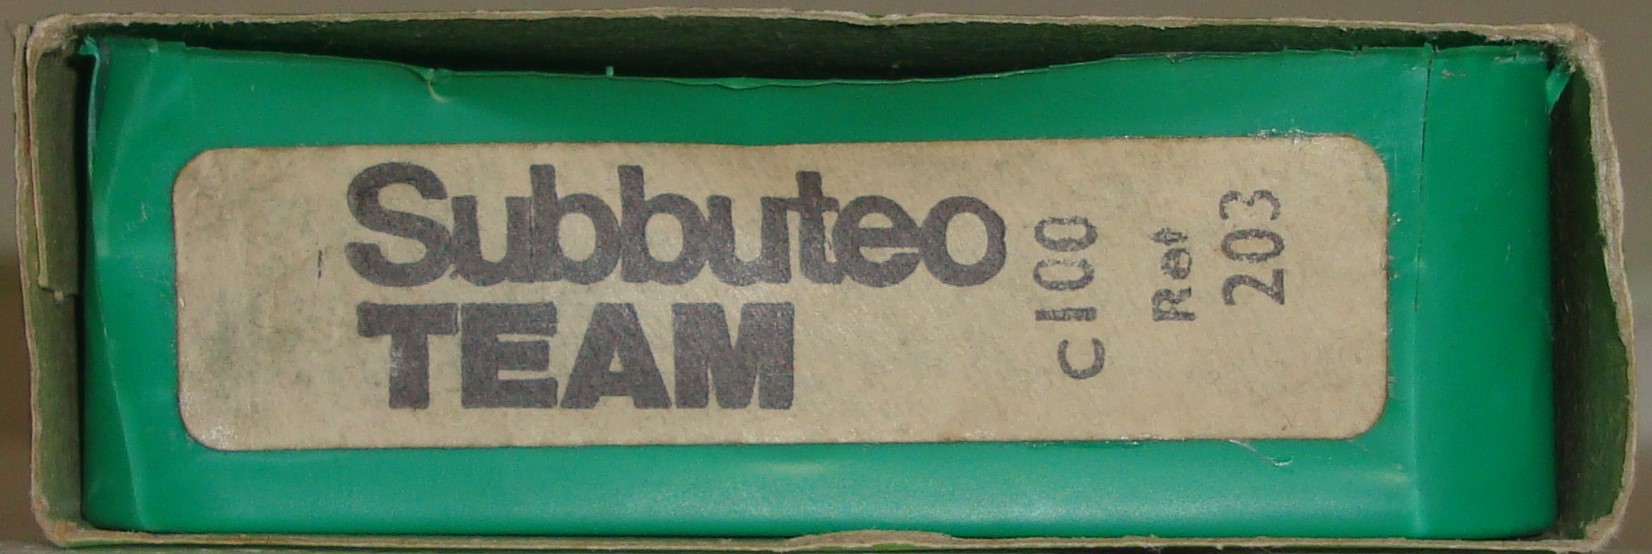 Subbuteo
TEAM
C100
Ref
203